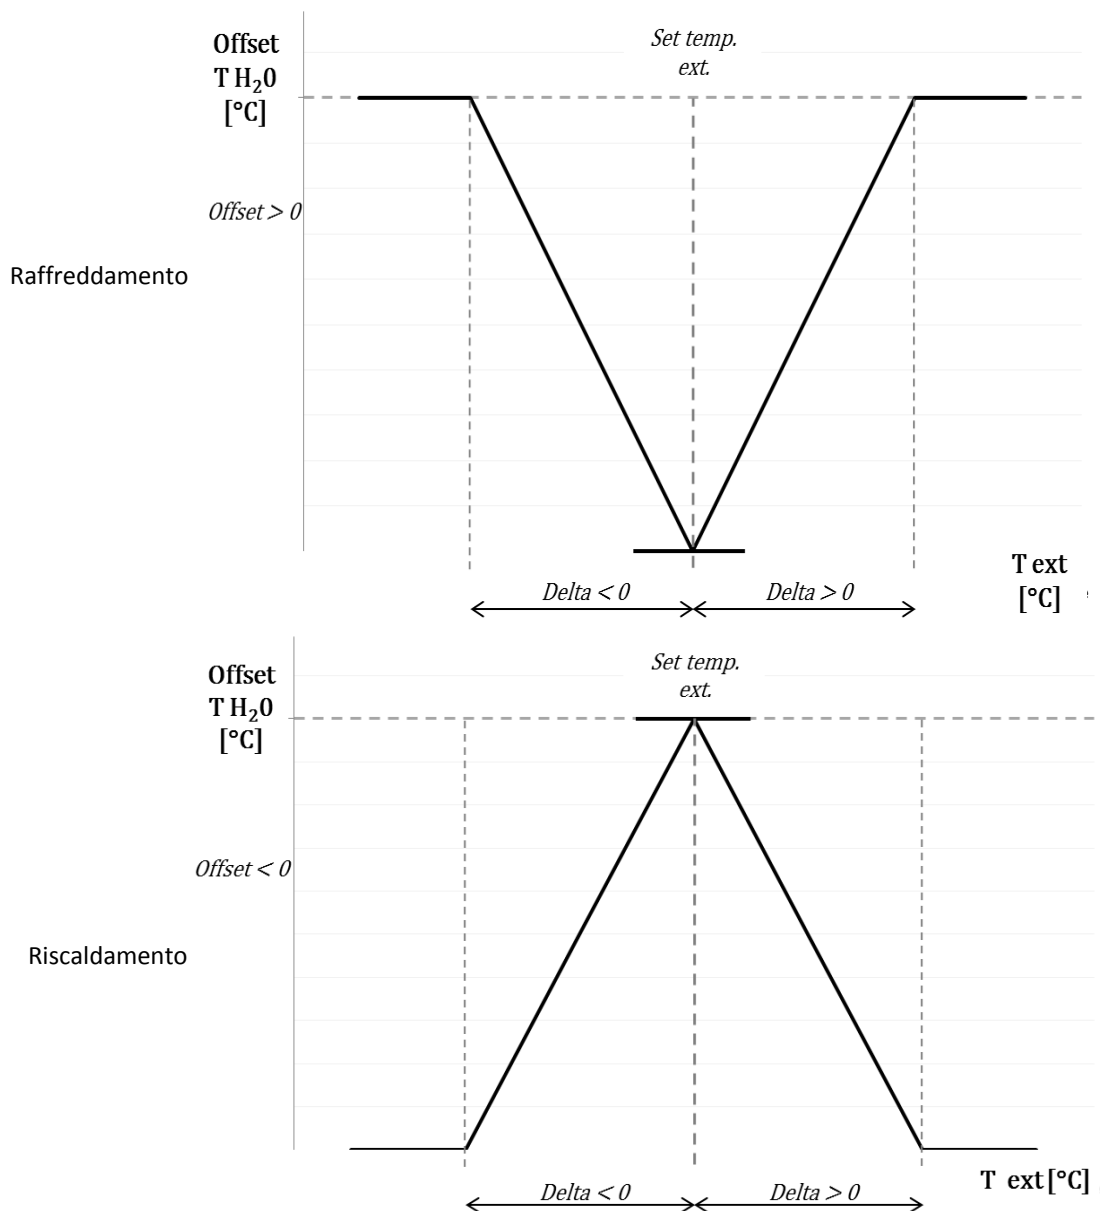 Offset
T H₂0
[°C]
Set temp.
ext.
Offset > 0
Raffreddamento
T ext
[°C]
Delta < 0
Delta > 0
Offset
T H₂0
[°C]
Set temp.
ext.
Offset < 0
Riscaldamento
T ext [°C]
Delta < 0
Delta > 0